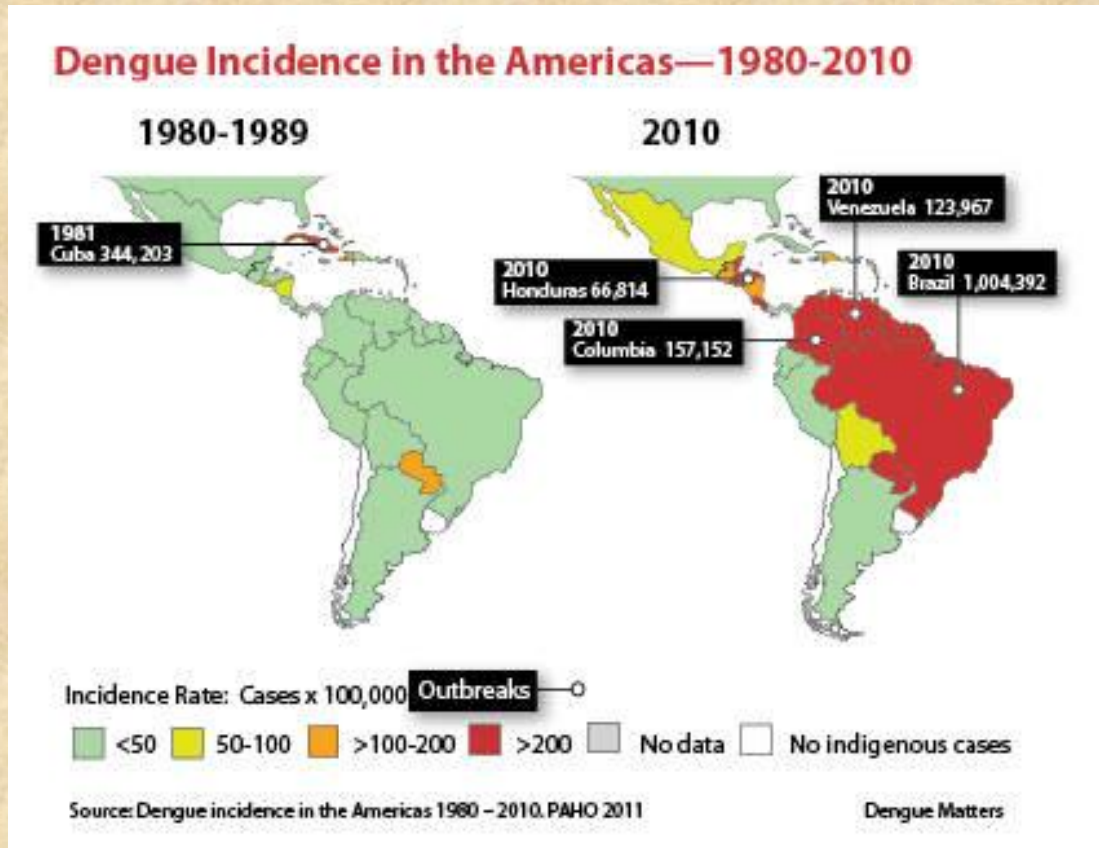 Dengue Incidence in the Americas—1980-2010
1980-1989
2010
1981
Cuba 344,203
2010
Venezuela 123,967
2010
Honduras 66,814
2010
Brazil 1,004,392
2010
Columbia 157,152
Incidence Rate: Cases x 100,000
Outbreaks
<50
50-100
>100-200
>200
No data
No indigenous cases
Source: Dengue incidence in the Americas 1980 – 2010. PAHO 2011
Dengue Matters